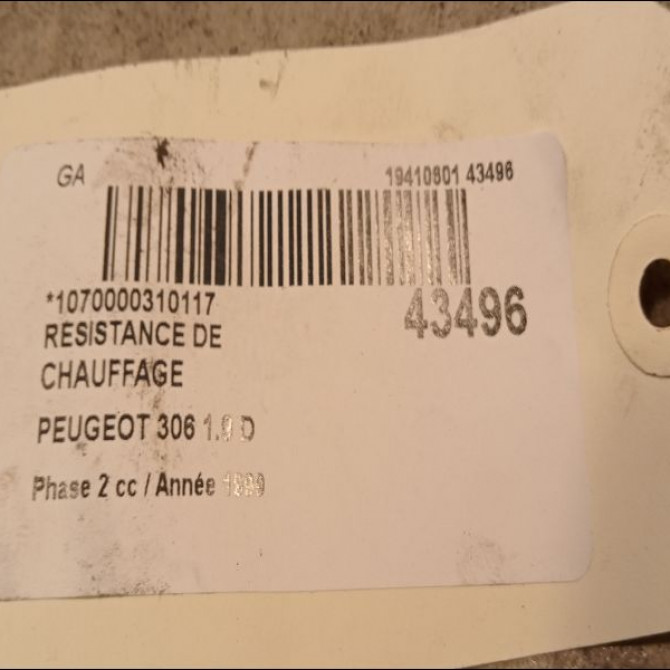 GA 19410601 43496
*1070000310117
43496
RESISTANCE DE
CHAUFFAGE
PEUGEOT 306 1.9 D
Phase 2 cc / Année